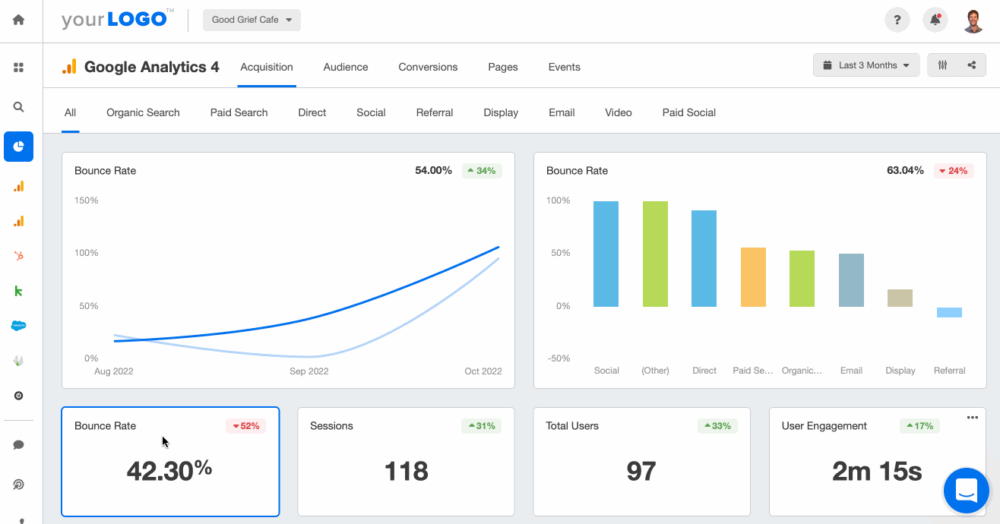 yourLOGO™
Good Grief Cafe
?
Google Analytics 4
Acquisition
Audience
Conversions
Pages
Events
Last 3 Months
All
Organic Search
Paid Search
Direct
Social
Referral
Display
Email
Video
Paid Social
Bounce Rate
54.00%
34%
150%
100%
50%
0%
Aug 2022
Sep 2022
Oct 2022
Bounce Rate
63.04%
24%
100%
50%
0%
-50%
Social
(Other)
Direct
Paid Se...
Organic...
Email
Display
Referral
Bounce Rate
52%
42.30%
Sessions
31%
118
Total Users
33%
97
User Engagement
17%
2m 15s
k